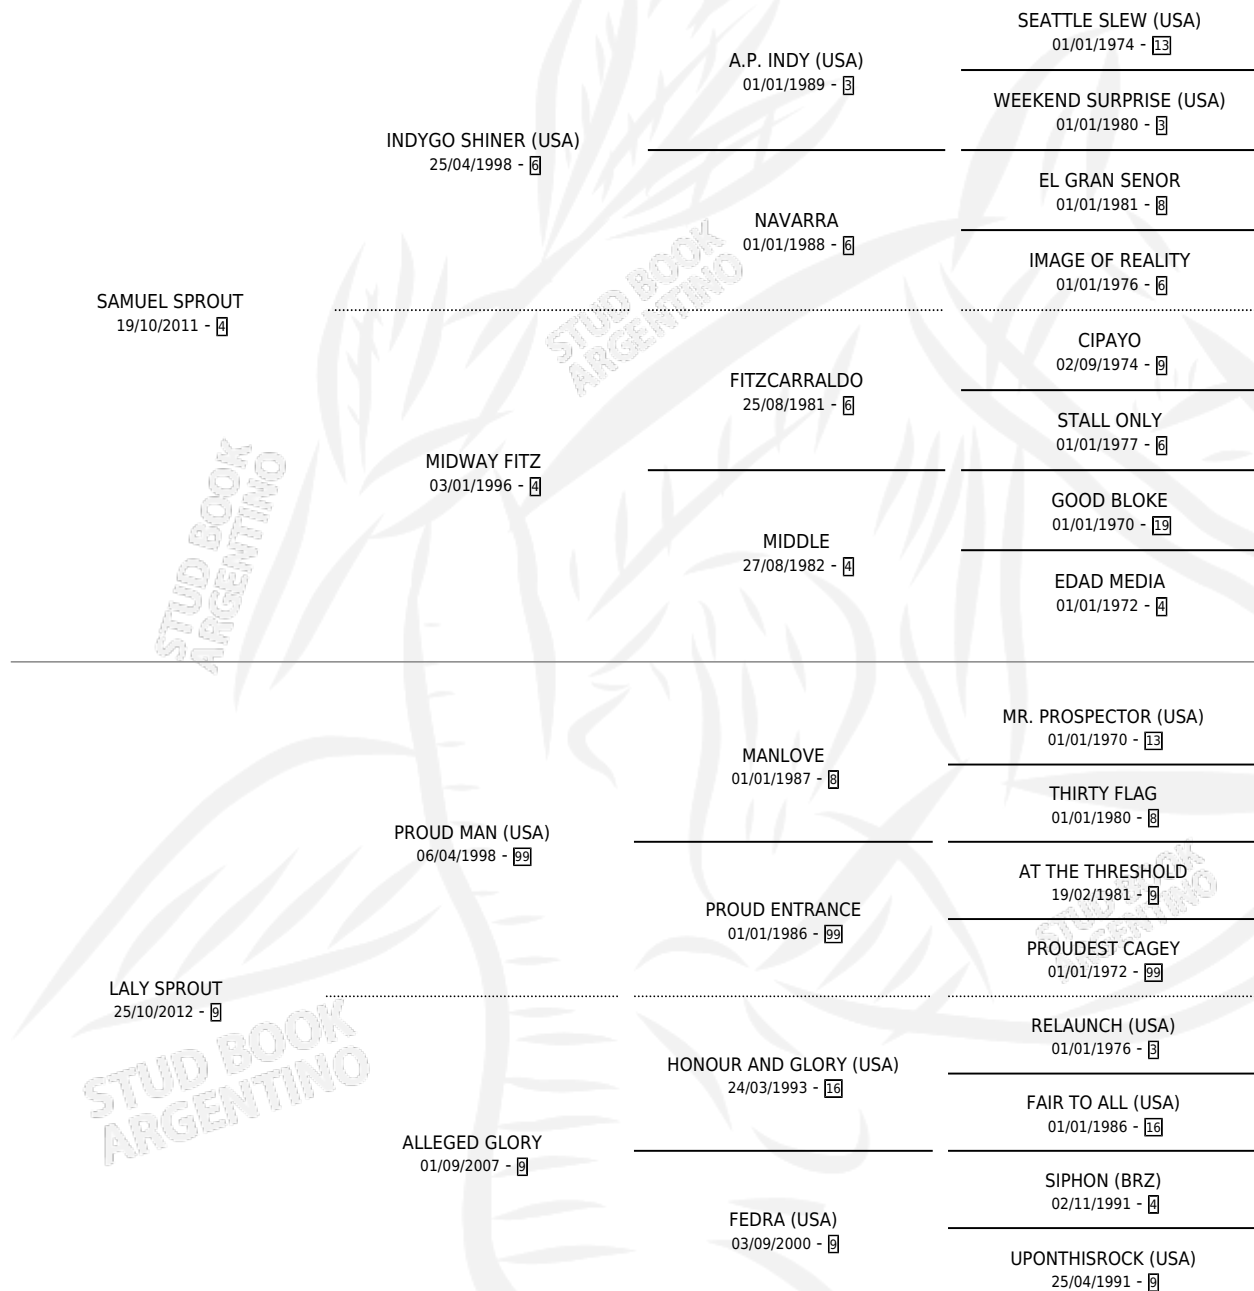 SEATTLE SLEW (USA)
01/01/1974 - 13
A.P. INDY (USA)
01/01/1989 - 3
WEEKEND SURPRISE (USA)
01/01/1980 - 3
INDYGO SHINER (USA)
25/04/1998 - 6
EL GRAN SENOR
01/01/1981 - 8
NAVARRA
01/01/1988 - 6
IMAGE OF REALITY
01/01/1976 - 6
SAMUEL SPROUT
19/10/2011 - 4
STUD BOOK
ARGENTINO
CIPAYO
02/09/1974 - 9
FITZCARRALDO
25/08/1981 - 6
STALL ONLY
01/01/1977 - 6
MIDWAY FITZ
03/01/1996 - 4
GOOD BLOKE
01/01/1970 - 19
MIDDLE
27/08/1982 - 4
EDAD MEDIA
01/01/1972 - 4
STUD BOOK
ARGENTINO
MR. PROSPECTOR (USA)
01/01/1970 - 13
MANLOVE
01/01/1987 - 8
THIRTY FLAG
01/01/1980 - 8
PROUD MAN (USA)
06/04/1998 - 99
AT THE THRESHOLD
19/02/1981 - 9
PROUD ENTRANCE
01/01/1986 - 99
STUD BOOK
ARGENTINO
PROUDEST CAGEY
01/01/1972 - 99
LALY SPROUT
25/10/2012 - 9
STUD BOOK
ARGENTINO
RELAUNCH (USA)
01/01/1976 - 3
HONOUR AND GLORY (USA)
24/03/1993 - 16
FAIR TO ALL (USA)
01/01/1986 - 16
ALLEGED GLORY
01/09/2007 - 9
SIPHON (BRZ)
02/11/1991 - 4
FEDRA (USA)
03/09/2000 - 9
UPONTHISROCK (USA)
25/04/1991 - 9